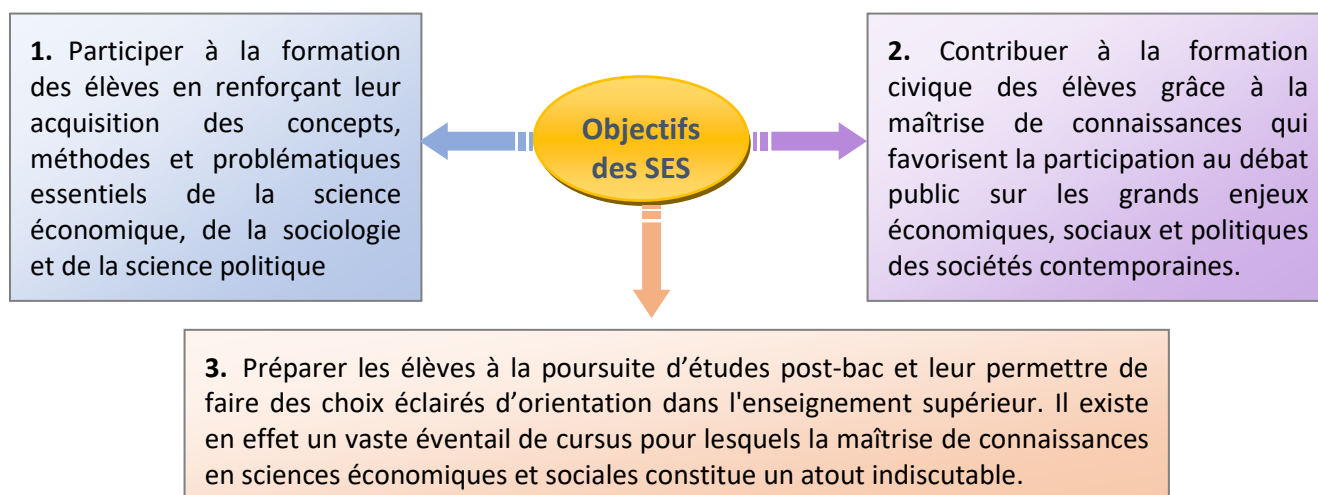 1. Participer à la formation
des élèves en renforçant leur
acquisition des concepts,
méthodes et problématiques
essentiels de la science
économique, de la sociologie
et de la science politique
Objectifs
des SES
2. Contribuer à la formation
civique des élèves grâce à la
maîtrise de connaissances qui
favorisent la participation au débat
public sur les grands enjeux
économiques, sociaux et politiques
des sociétés contemporaines.
3. Préparer les élèves à la poursuite d’études post-bac et leur permettre de
faire des choix éclairés d’orientation dans l'enseignement supérieur. Il existe
en effet un vaste éventail de cursus pour lesquels la maîtrise de connaissances
en sciences économiques et sociales constitue un atout indiscutable.